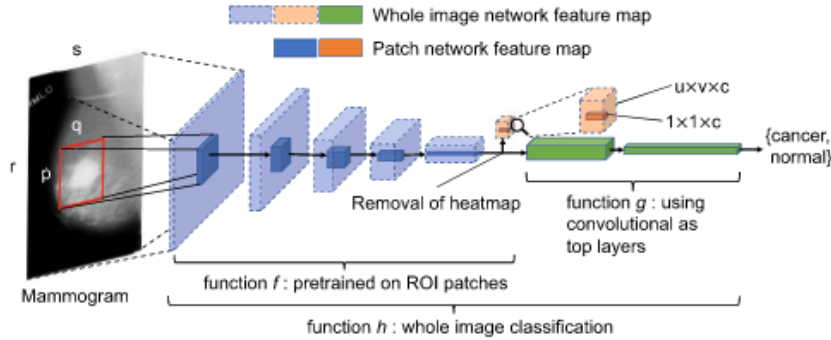 Whole image network feature map
Patch network feature map
s
q
r
p
u×v×c
1×1×c
{cancer,
normal}
Removal of heatmap
function g : using
convolutional as
top layers
function f : pretrained on ROI patches
Mammogram
function h : whole image classification